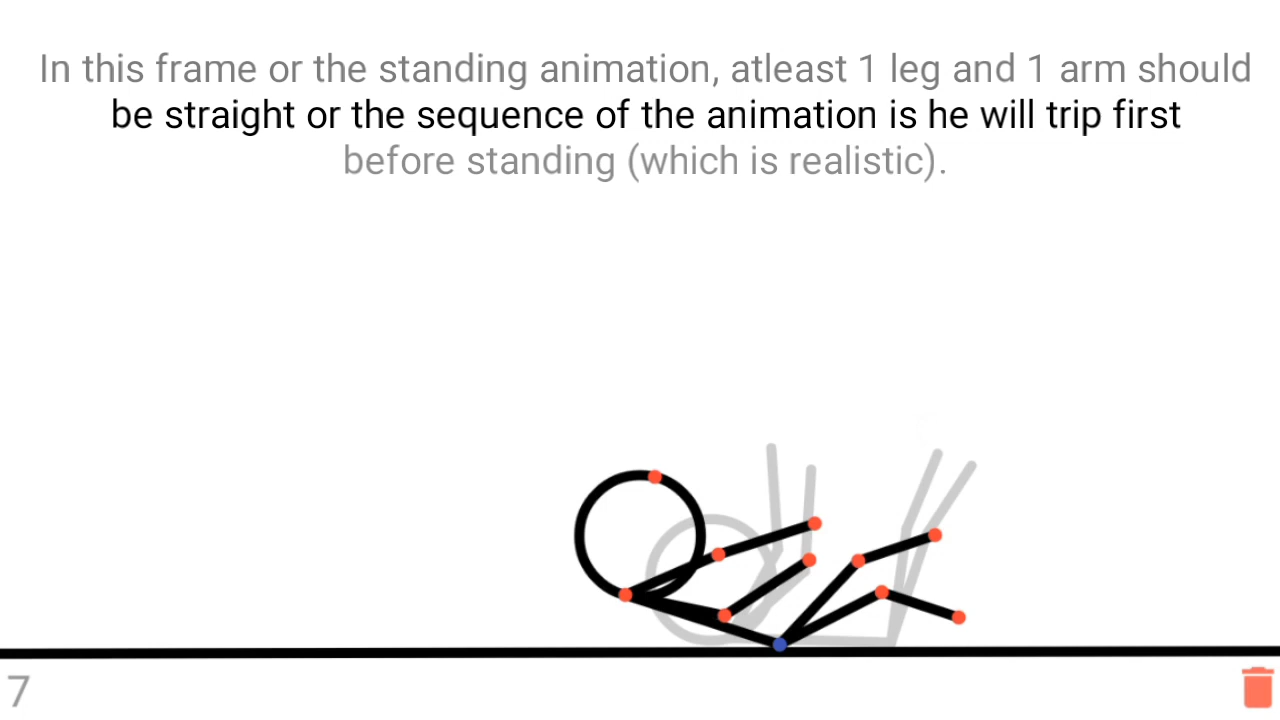 In this frame or the standing animation, atleast 1 leg and 1 arm should
be straight or the sequence of the animation is he will trip first
before standing (which is realistic).
7